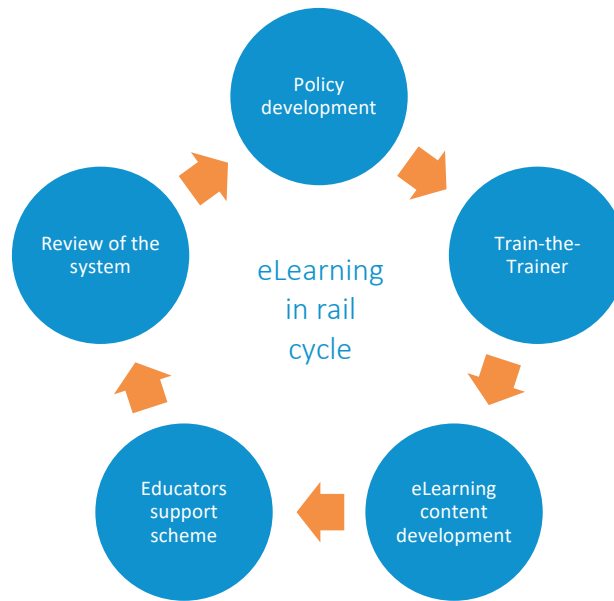 Policy
development
Train-the-
Trainer
eLearning
content
development
Educators
support
scheme
Review of the
system
eLearning
in rail
cycle